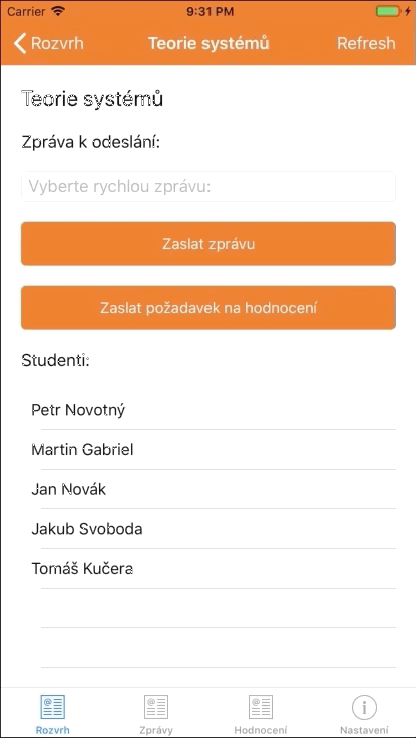 Carrier 9:31 PM
Rozvrh Teorie systémů Refresh
Teorie systémů
Zpráva k odeslání:
Vyberte rychlou zprávu:
Zaslat zprávu
Zaslat požadavek na hodnocení
Studenti:
Petr Novotný
Martin Gabriel
Jan Novák
Jakub Svoboda
Tomáš Kučera
Rozvrh Zprávy Hodnocení Nastavení